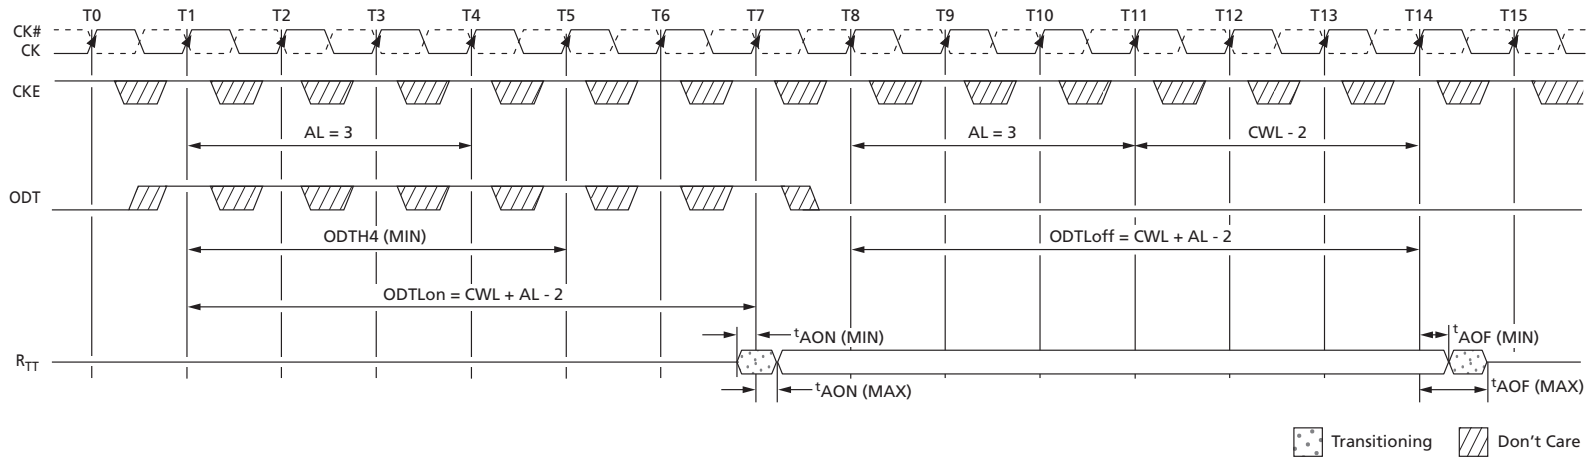 T0 T1 T2 T3 T4 T5 T6 T7 T8 T9 T10 T11 T12 T13 T14 T15
CK#
CK
CKE
AL = 3 AL = 3 CWL - 2
ODT
ODTH4 (MIN) ODTLoff = CWL + AL - 2
ODTLon = CWL + AL - 2
tAON (MIN) tAOF (MIN)
RTT
tAON (MAX) tAOF (MAX)
Transitioning Don't Care